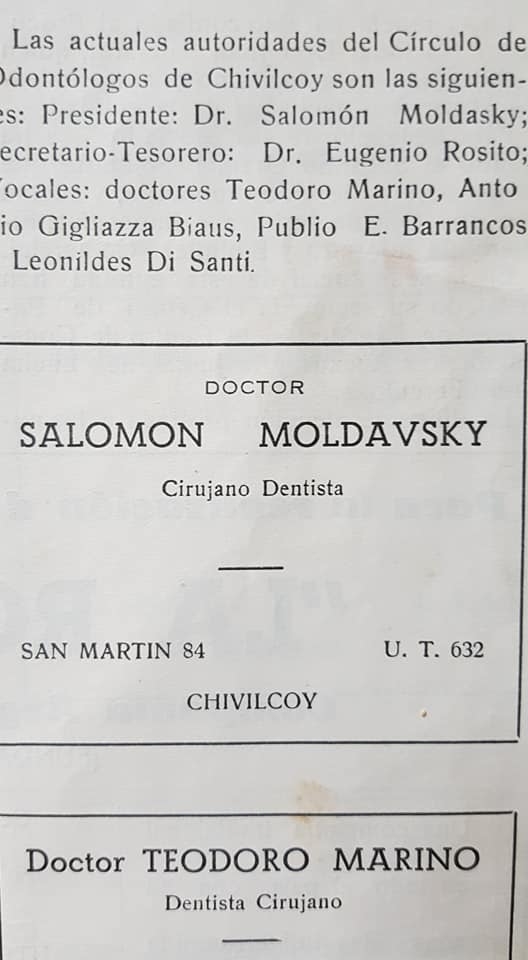 Las actuales autoridades del Círculo de
Odontólogos de Chivilcoy son las siguien-
es: Presidente: Dr. Salomón Moldasky;
ecretario-Tesorero: Dr. Eugenio Rosito;
Vocales: doctores Teodoro Marino, Anto
io Gigliazza Biaus, Publio E. Barrancos
Leonildes Di Santi.
DOCTOR
SALOMON MOLDAVSKY
Cirujano Dentista
SAN MARTIN 84 U. T. 632
CHIVILCOY
Doctor TEODORO MARINO
Dentista Cirujano